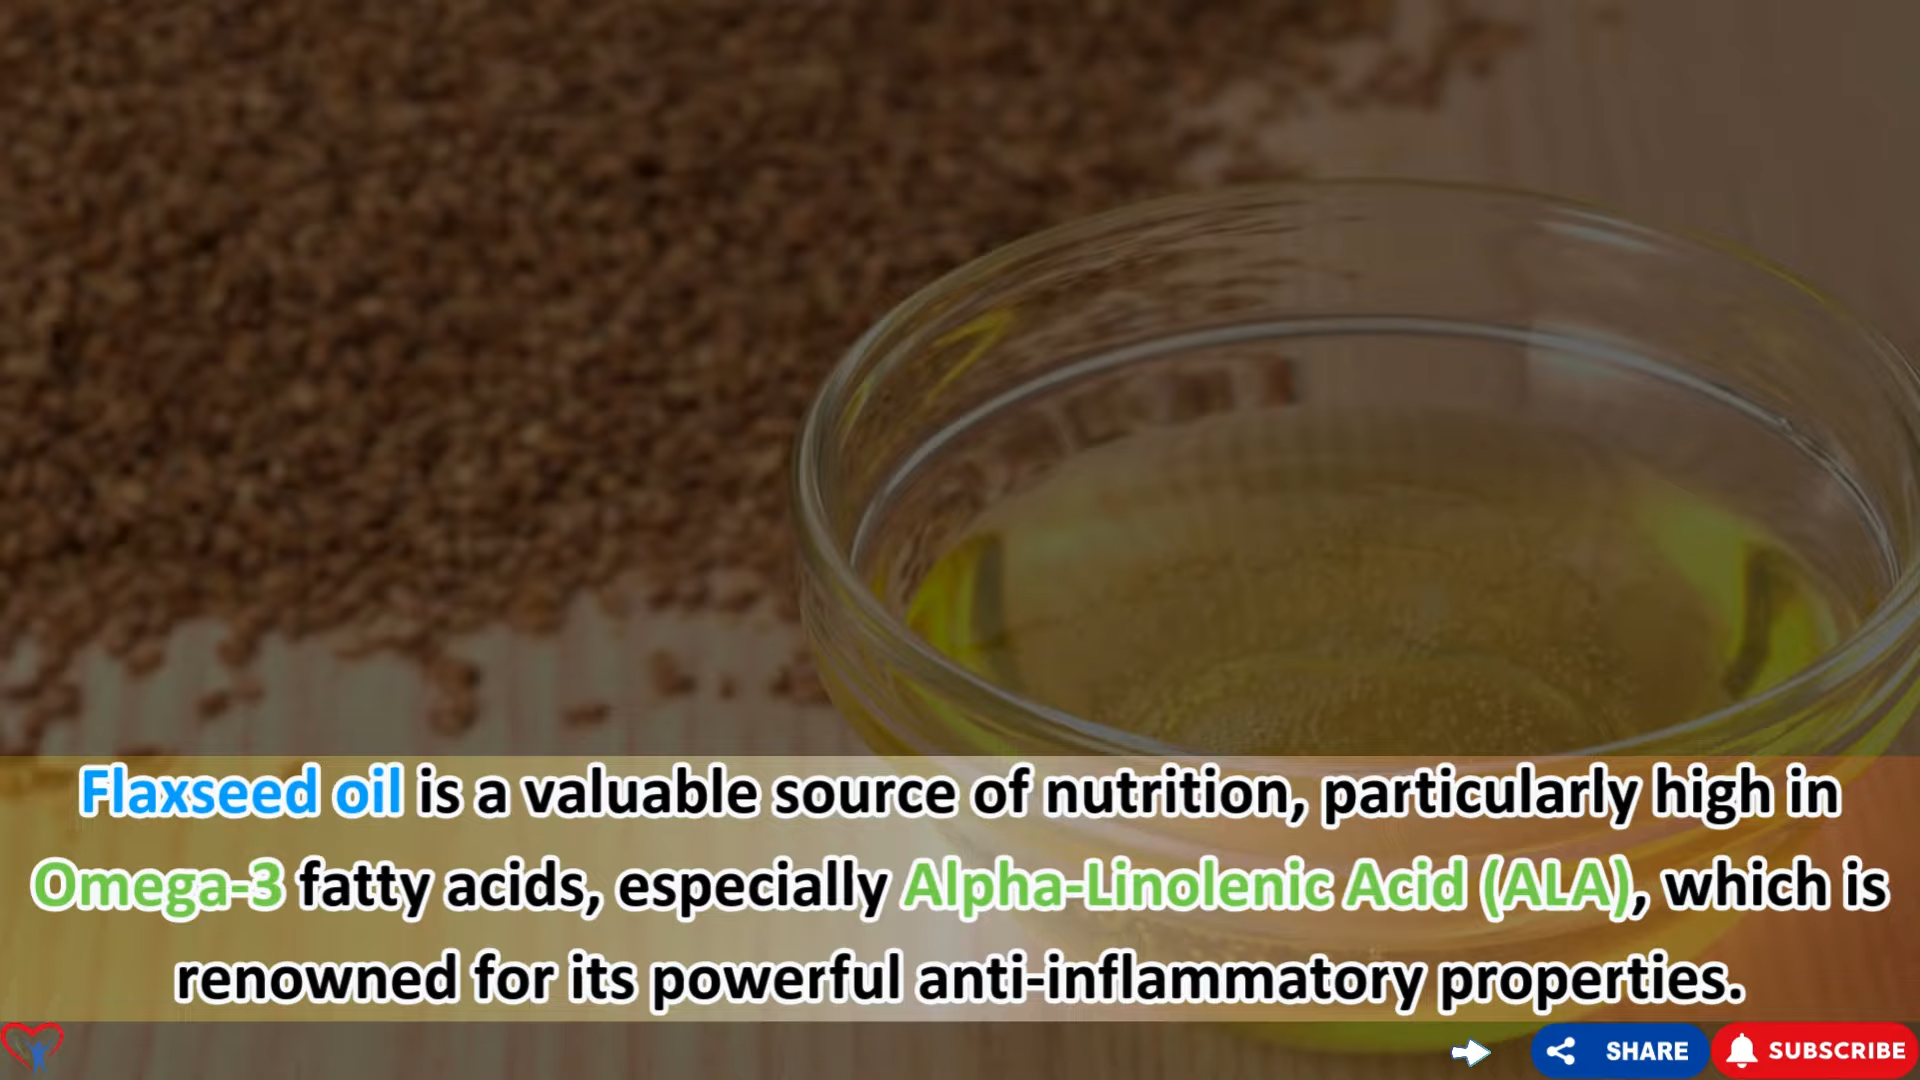 Flaxseed oil is a valuable source of nutrition, particularly high in
Omega-3 fatty acids, especially Alpha-Linolenic Acid (ALA), which is
renowned for its powerful anti-inflammatory properties.
SHARE
SUBSCRIBE